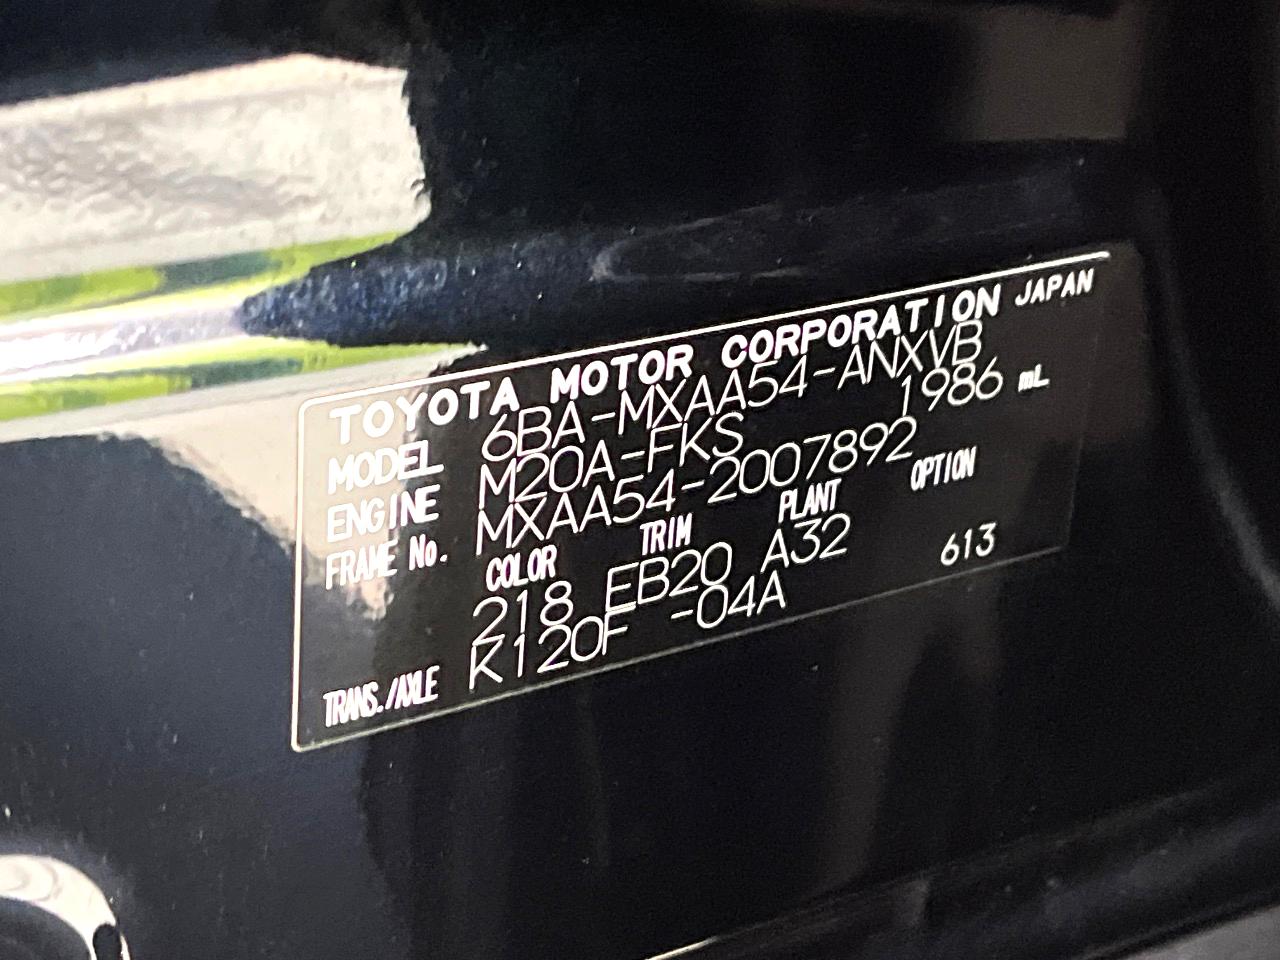 TOYOTA MOTOR CORPORATION JAPAN
MODEL 6BA-MXAA54-ANXVB
ENGINE M20A-FKS 1986 mL
FRAME No. MXAA54-2007892
COLOR TRIM PLANT OPTION
218 EB20 A32 613
TRANS./AXLE K120F -04A